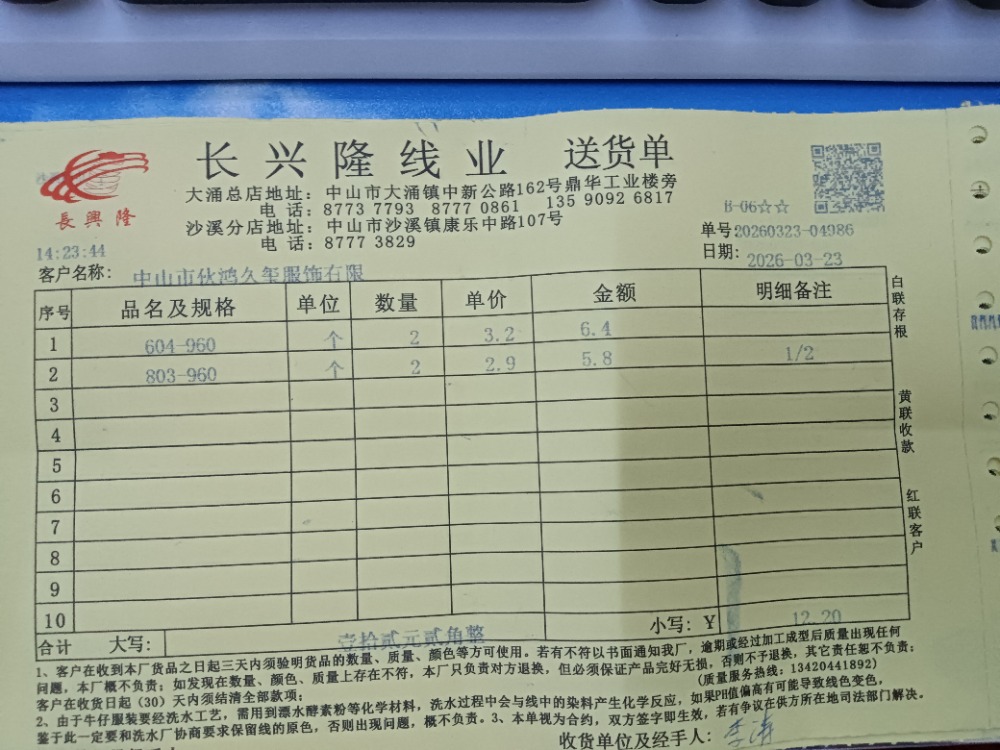 长兴隆线业 送货单
長興隆
大涌总店地址：中山市大涌镇中新公路162号鼎华工业楼旁
电 话：8773 7793 8777 0861 135 9092 6817
沙溪分店地址：中山市沙溪镇康乐中路107号
电 话：8777 3829
B-06☆☆
单号：20260323-04986
日期：2026-03-23
14:23:44
客户名称：中山市伙鸿久玺服饰有限
序号 品名及规格 单位 数量 单价 金额 明细备注
1 604-960 个 2 3.2 6.4
2 803-960 个 2 2.9 5.8 1/2
3
4
5
6
7
8
9
10
合计 大写：壹拾贰元贰角整 小写：Y 12.20
白联存根
黄联收款
红联客户
1、客户在收到本厂货品之日起三天内须验明货品的数量、质量、颜色等方可使用。若有不符以书面通知我厂，逾期或经过加工成型后质量出现任何
问题，本厂概不负责；如发现在数量、颜色、质量上存在不符，本厂只负责对方退换，但必须保证产品完好无损，否则不予退换，其它责任恕不负责；
客户在收货日起（30）天内须结清全部款项；（质量服务热线：13420441892）
2、由于牛仔服装要经洗水工艺，需用到漂水酵素粉等化学材料，洗水过程中会与线中的染料产生化学反应，如果PH值偏高有可能导致线色变色，
鉴于此一定要和洗水厂协商要求保留线的原色，否则出现问题，概不负责。3、本单视为合约，双方签字即生效，若有争议在供方所在地司法部门解决。
收货单位及经手人：